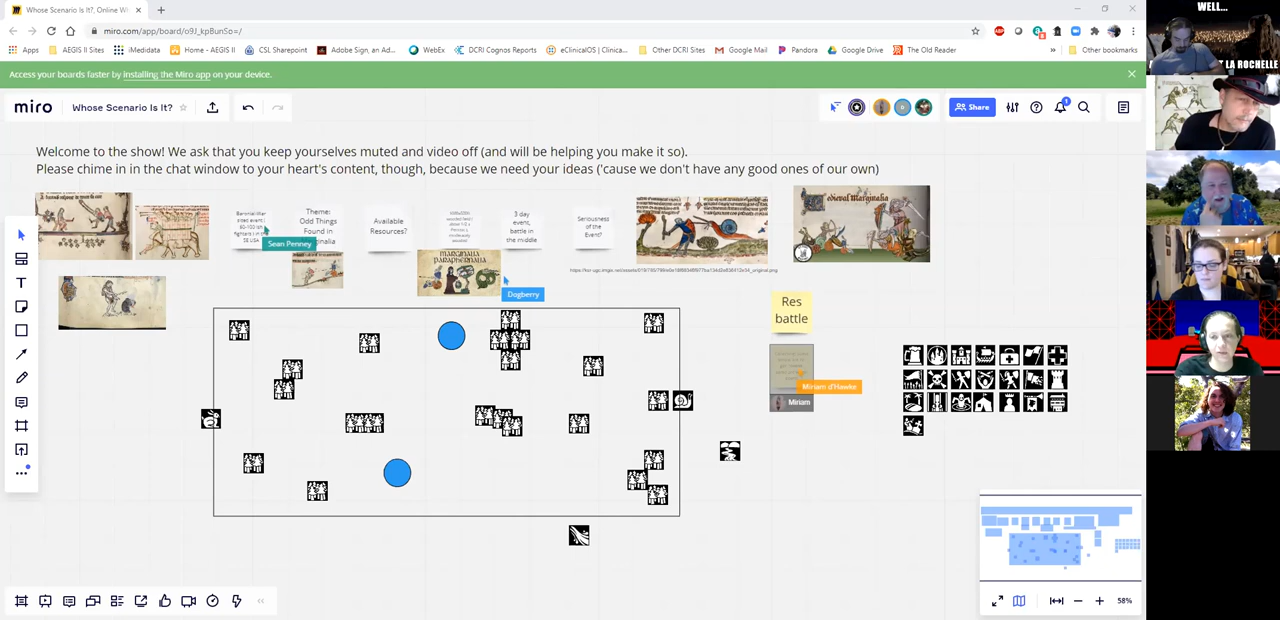 Whose Scenario Is It?, Online W
miro.com/app/board/o9J_kpBunSo=/
Apps
AEGIS II Sites
iMedidata
Home - AEGIS II
CSL Sharepoint
Adobe Sign, an Ad...
WebEx
DCRI Cognos Reports
eClinicalOS | Clinica...
Other DCRI Sites
Google Mail
Pandora
Google Drive
The Old Reader
Other bookmarks
Access your boards faster by installing the Miro app on your device.
miro
Whose Scenario Is It?
Share
1
WELL...
LA ROCHELLE
Welcome to the show! We ask that you keep yourselves muted and video off (and will be helping you make it so).
Please chime in in the chat window to your heart's content, though, because we need your ideas ('cause we don't have any good ones of our own)
Theme:
Odd Things
Found in
Sean Penney
Available
Resources?
MARGINALIA
PARAPHERNALIA
3 day
event,
battle in
the middle
Dogberry
Seriousness
of the
Event?
Medieval Marginalia
Res
battle
Miriam d'Hawke
Miriam
58%